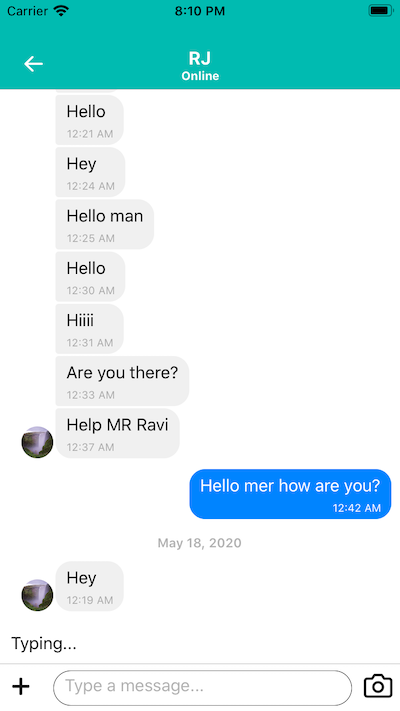 Carrier 8:10 PM
RJ
Online
Hello
12:21 AM
Hey
12:24 AM
Hello man
12:25 AM
Hello
12:30 AM
Hiiii
12:31 AM
Are you there?
12:33 AM
Help MR Ravi
12:37 AM
Hello mer how are you?
12:42 AM
May 18, 2020
Hey
12:19 AM
Typing...
Type a message...